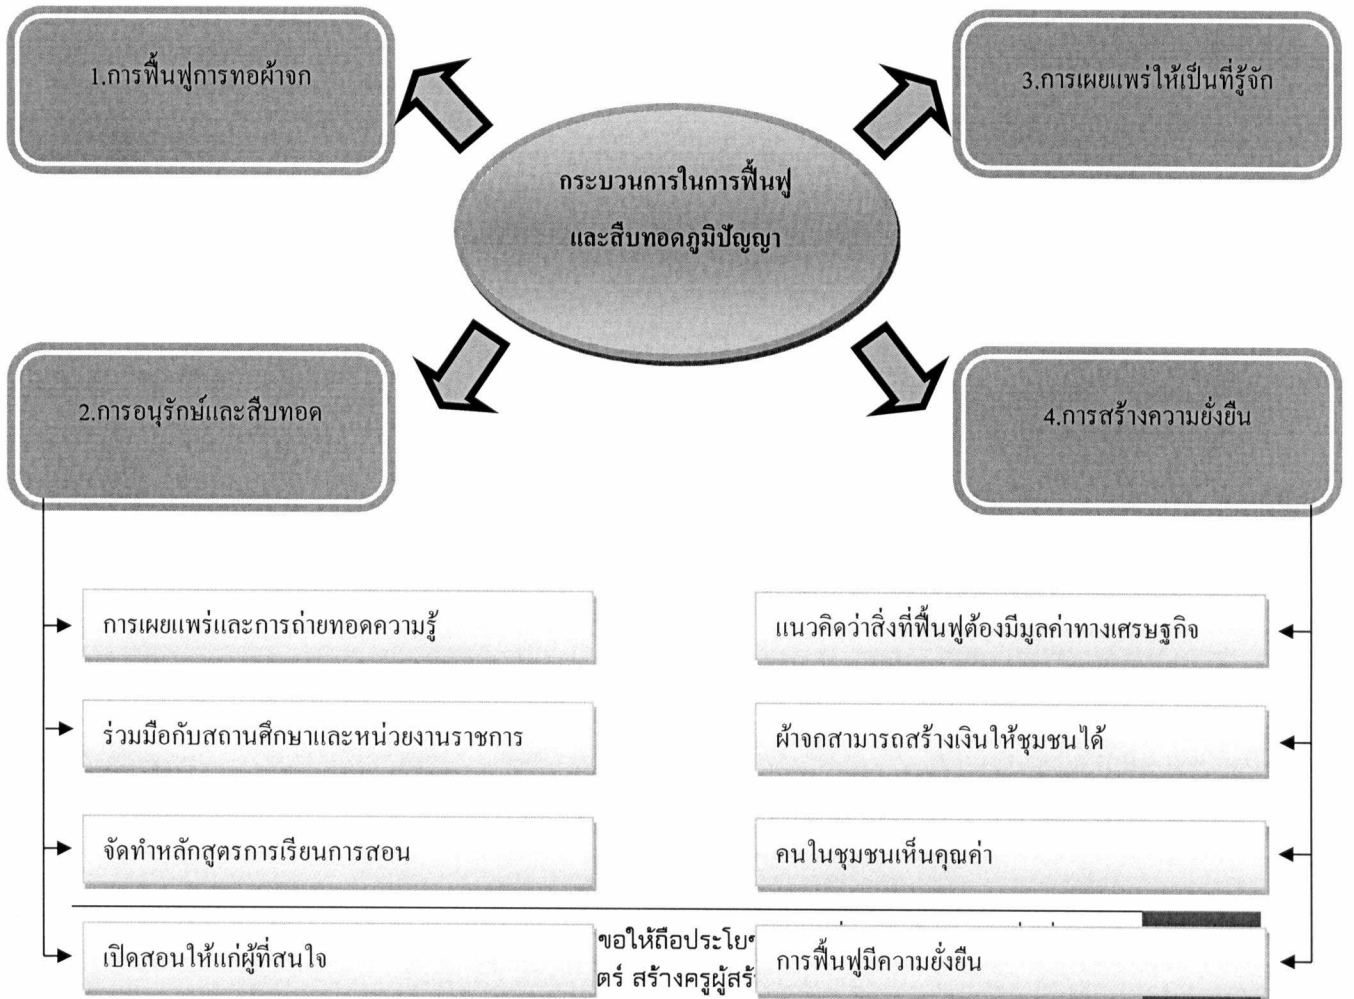 1.การฟื้นฟูการทอผ้าจก
3.การเผยแพร่ให้เป็นที่รู้จัก
กระบวนการในการฟื้นฟู
และสืบทอดภูมิปัญญา
2.การอนุรักษ์และสืบทอด
4.การสร้างความยั่งยืน
การเผยแพร่และการถ่ายทอดความรู้
ร่วมมือกับสถานศึกษาและหน่วยงานราชการ
จัดทำหลักสูตรการเรียนการสอน
เปิดสอนให้แก่ผู้ที่สนใจ
แนวคิดว่าสิ่งที่ฟื้นฟูต้องมีมูลค่าทางเศรษฐกิจ
ผ้าจกสามารถสร้างเงินให้ชุมชนได้
คนในชุมชนเห็นคุณค่า
การฟื้นฟูมีความยั่งยืน
ขอให้ถือ
สร้างครู